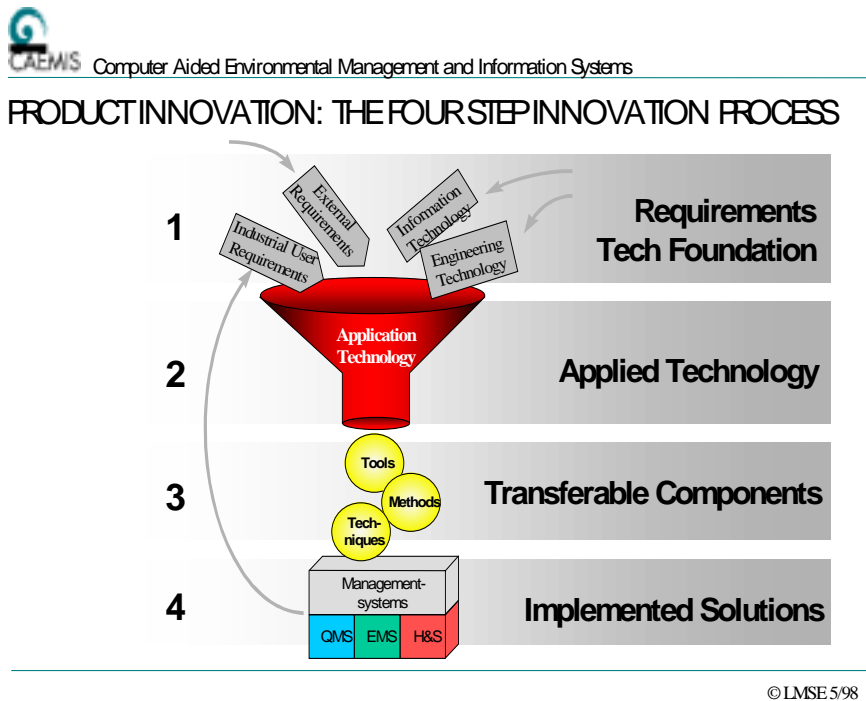 CAEMIS Computer Aided Environmental Management and Information Systems
PRODUCT INNOVATION: THE FOUR STEP INNOVATION PROCESS
1
Industrial User
Requirements
External
Requirements
Information
Technology
Engineering
Technology
Requirements
Tech Foundation
2
Application
Technology
Applied Technology
3
Tools
Methods
Tech-
niques
Transferable Components
4
Management-
systems
QMS EMS H&S
Implemented Solutions
© LMSE 5/98